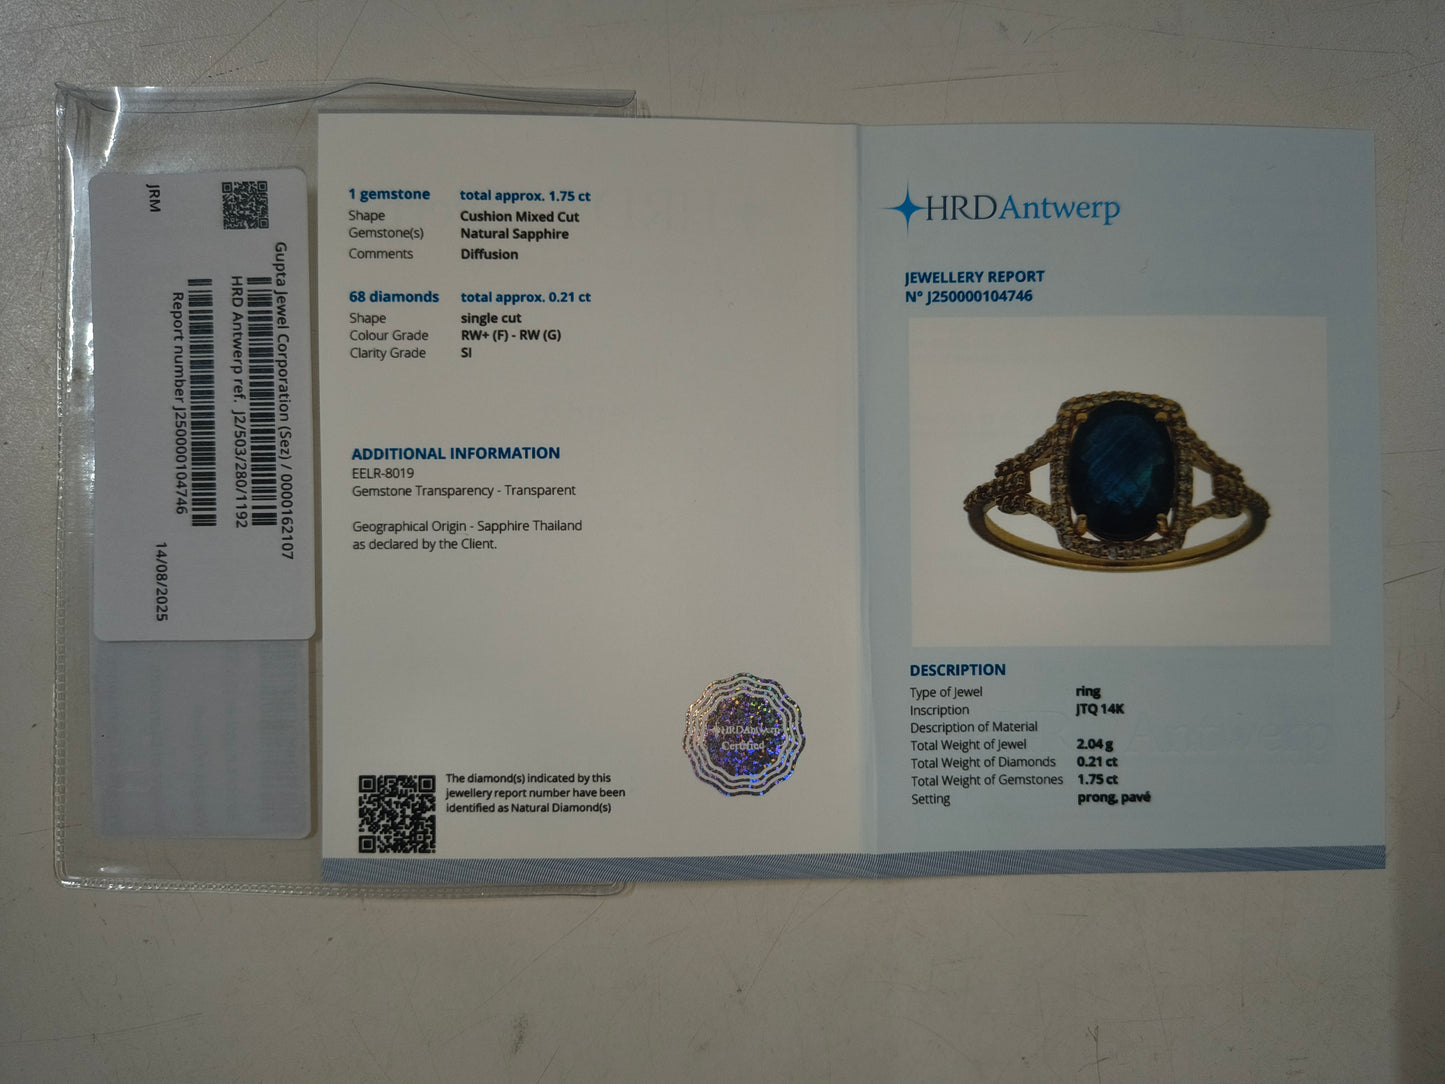 JRM
Gupta Jewel Corporation (Sez) / 0000162107
HRD Antwerp ref. J2/503/280/1192
Report number J250000104746
14/08/2025
1 gemstone total approx. 1.75 ct
Shape Cushion Mixed Cut
Gemstone(s) Natural Sapphire
Comments Diffusion
68 diamonds total approx. 0.21 ct
Shape single cut
Colour Grade RW+ (F) - RW (G)
Clarity Grade SI
ADDITIONAL INFORMATION
EELR-8019
Gemstone Transparency - Transparent
Geographical Origin - Sapphire Thailand
as declared by the Client.
HRDAntwerp
Certified
The diamond(s) indicated by this
jewellery report number have been
identified as Natural Diamond(s)
HRDAntwerp
JEWELLERY REPORT
N° J250000104746
DESCRIPTION
Type of Jewel ring
Inscription JTQ 14K
Description of Material
Total Weight of Jewel 2.04 g
Total Weight of Diamonds 0.21 ct
Total Weight of Gemstones 1.75 ct
Setting prong, pavé